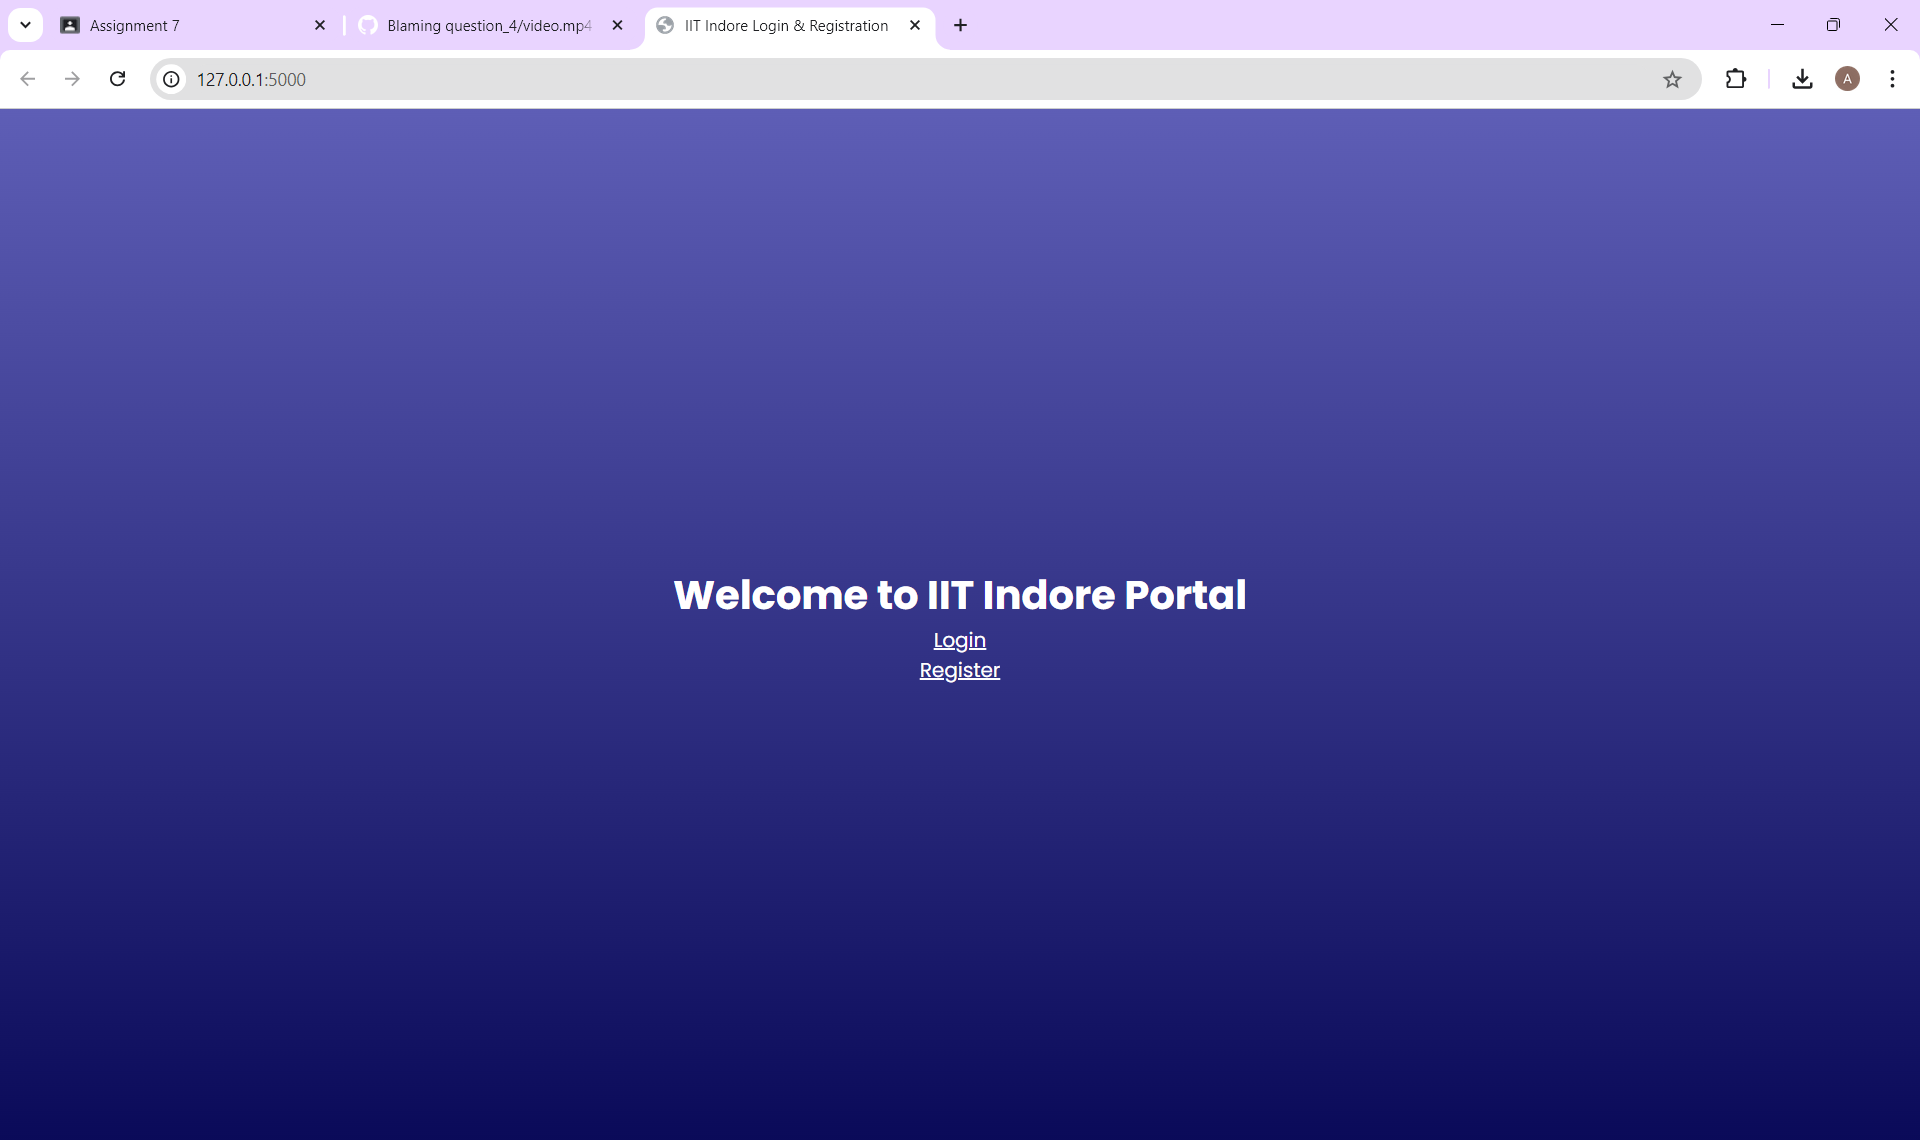 Assignment 7
Blaming question_4/video.mp4
IIT Indore Login & Registration
127.0.0.1:5000
A
Welcome to IIT Indore Portal
Login
Register